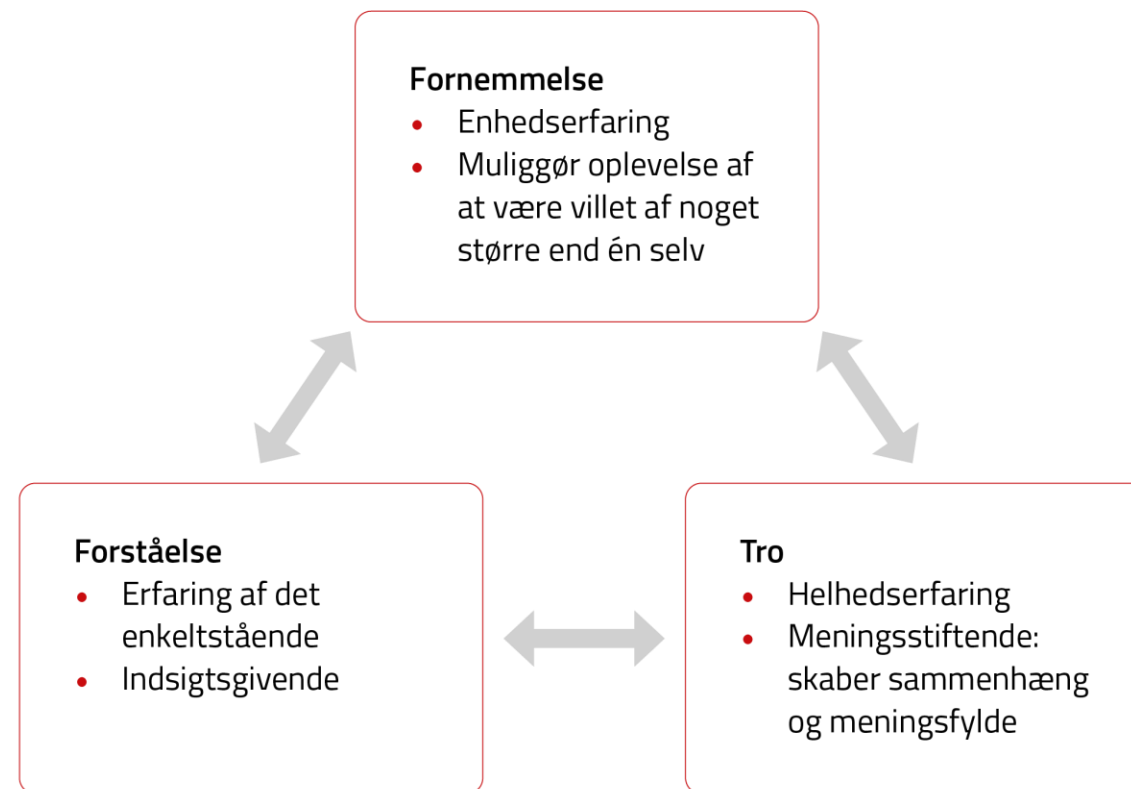 Fornemmelse
• Enhedserfaring
• Muliggør oplevelse af
at være villet af noget
større end én selv
Forståelse
• Erfaring af det
enkeltstående
• Indsigtsgivende
Tro
• Helhedserfaring
• Meningsstiftende:
skaber sammenhæng
og meningsfylde